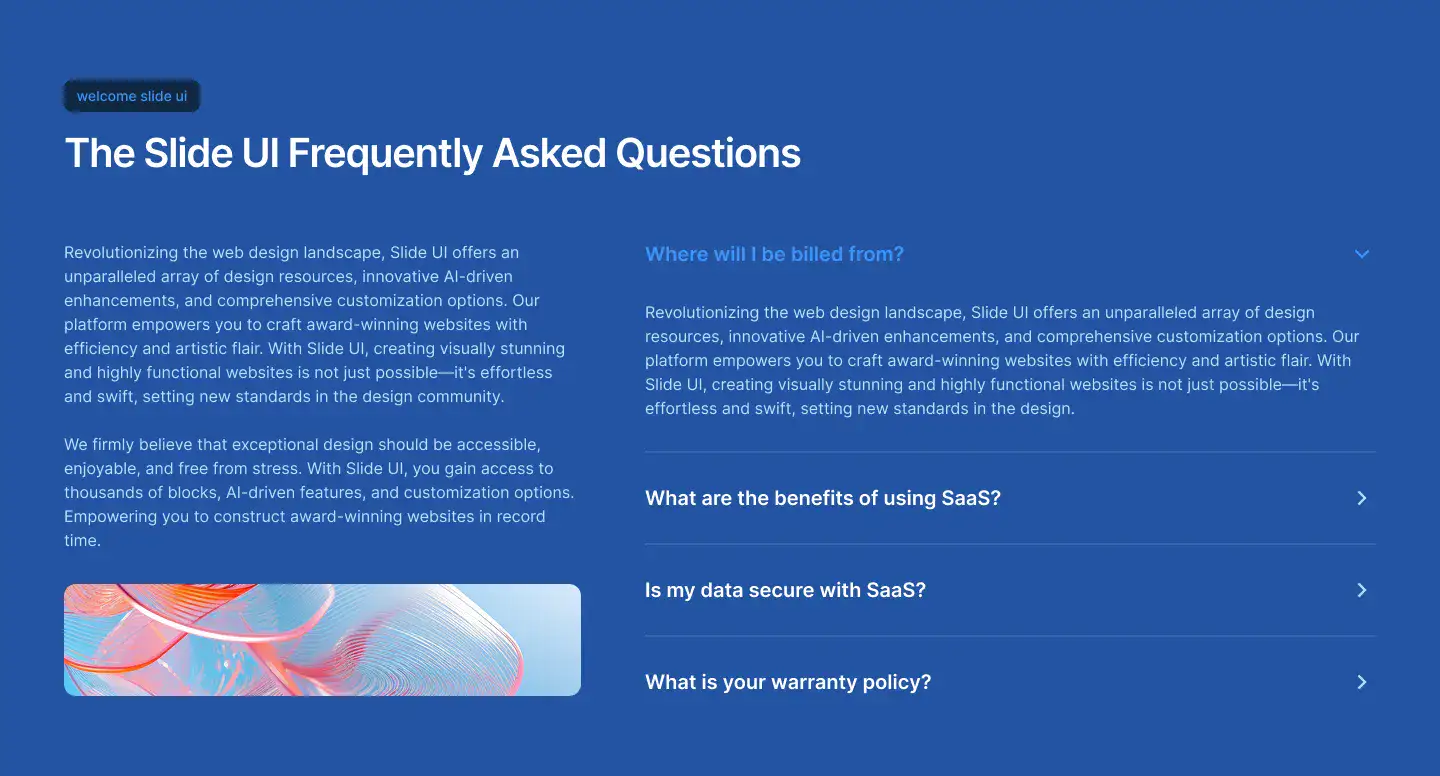 welcome slide ui
The Slide UI Frequently Asked Questions
Revolutionizing the web design landscape, Slide UI offers an
unparalleled array of design resources, innovative AI-driven
enhancements, and comprehensive customization options. Our
platform empowers you to craft award-winning websites with
efficiency and artistic flair. With Slide UI, creating visually stunning
and highly functional websites is not just possible—it's effortless
and swift, setting new standards in the design community.
We firmly believe that exceptional design should be accessible,
enjoyable, and free from stress. With Slide UI, you gain access to
thousands of blocks, AI-driven features, and customization options.
Empowering you to construct award-winning websites in record
time.
Where will I be billed from?
Revolutionizing the web design landscape, Slide UI offers an unparalleled array of design
resources, innovative AI-driven enhancements, and comprehensive customization options. Our
platform empowers you to craft award-winning websites with efficiency and artistic flair. With
Slide UI, creating visually stunning and highly functional websites is not just possible—it's
effortless and swift, setting new standards in the design.
What are the benefits of using SaaS?
Is my data secure with SaaS?
What is your warranty policy?